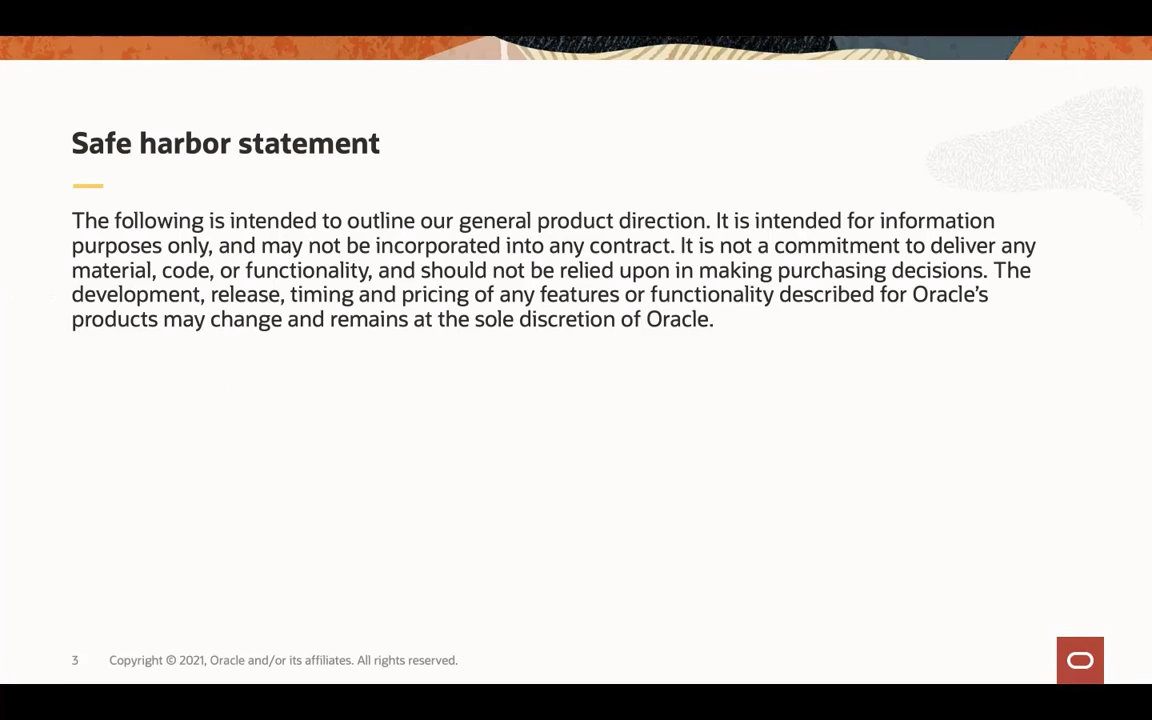 Safe harbor statement
The following is intended to outline our general product direction. It is intended for information
purposes only, and may not be incorporated into any contract. It is not a commitment to deliver any
material, code, or functionality, and should not be relied upon in making purchasing decisions. The
development, release, timing and pricing of any features or functionality described for Oracle’s
products may change and remains at the sole discretion of Oracle.
3 Copyright © 2021, Oracle and/or its affiliates. All rights reserved.